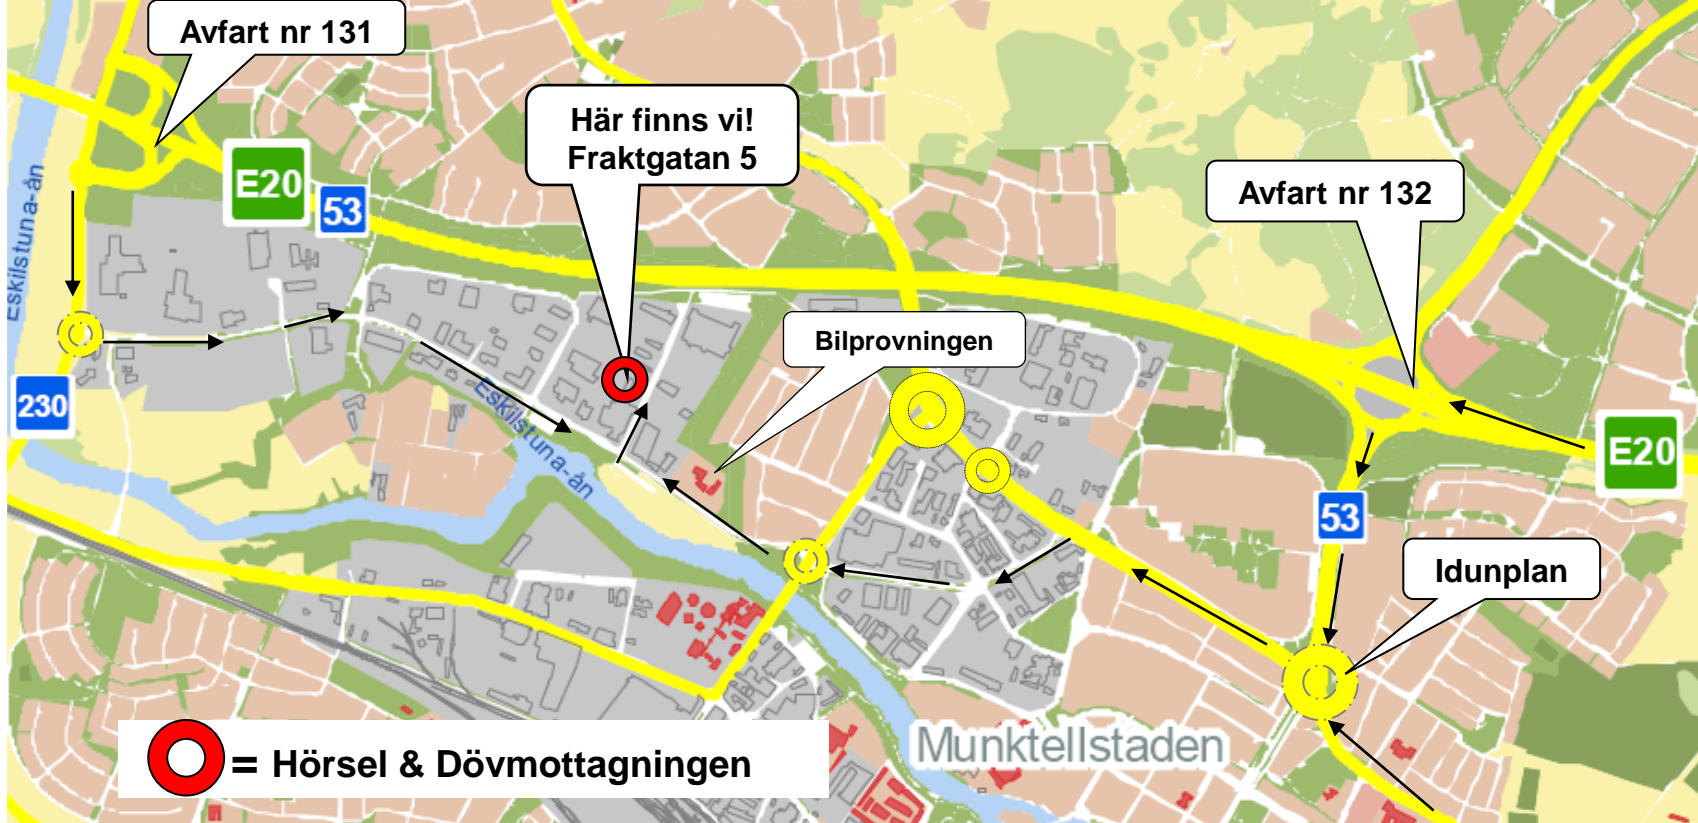 Avfart nr 131
Här finns vi!
Fraktgatan 5
Avfart nr 132
E20
53
Eskilstuna-ån
Bilprovningen
230
Eskilstuna-ån
E20
53
Idunplan
Munktellstaden
= Hörsel & Dövmottagningen